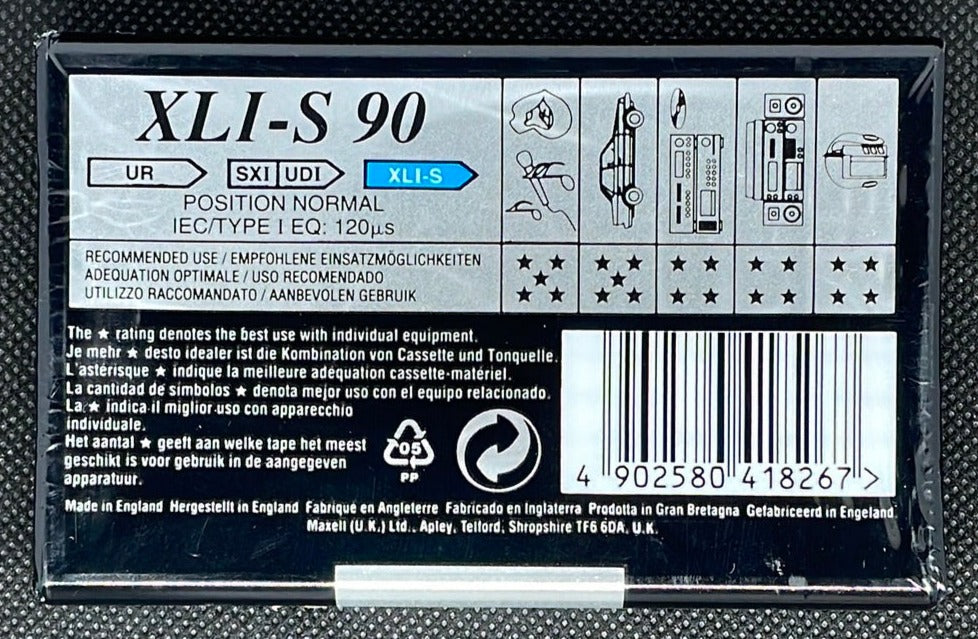 XLI-S 90
UR SXI UDI XLI-S
POSITION NORMAL
IEC/TYPE I EQ: 120µs
RECOMMENDED USE / EMPFOHLENE EINSATZMÖGLICHKEITEN
ADEQUATION OPTIMALE / USO RECOMENDADO
UTILIZZO RACCOMANDATO / AANBEVOLEN GEBRUIK
The ★ rating denotes the best use with individual equipment.
Je mehr ★ desto idealer ist die Kombination von Cassette und Tonquelle.
L'astérisque ★ indique la meilleure adéquation cassette-matériel.
La cantidad de símbolos ★ denota mejor uso con el equipo relacionado.
La ★ indica il miglior uso con apparecchio
individuale.
Het aantal ★ geeft aan welke tape het meest
geschikt is voor gebruik in de aangegeven
apparatuur.
05
PP
4 902580 418267 >
Made in England Hergestellt in England Fabriqué en Angleterre Fabricado en Inglaterra Prodotta in Gran Bretagna Gefabriceerd in Engeland
Maxell (U.K.) Ltd., Apley, Telford, Shropshire TF6 6DA, U.K.